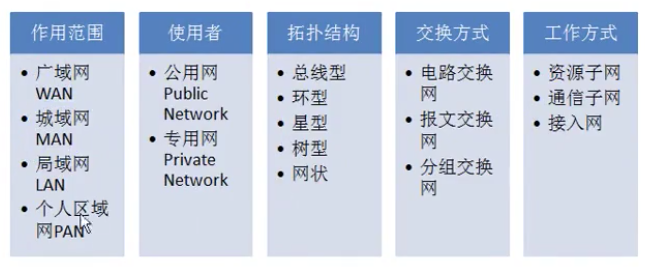 作用范围
• 广域网
WAN
• 城域网
MAN
• 局域网
LAN
• 个人区域
网PAN
使用者
• 公用网
Public
Network
• 专用网
Private
Network
拓扑结构
• 总线型
• 环型
• 星型
• 树型
• 网状
交换方式
• 电路交换
网
• 报文交换
网
• 分组交换
网
工作方式
• 资源子网
• 通信子网
• 接入网